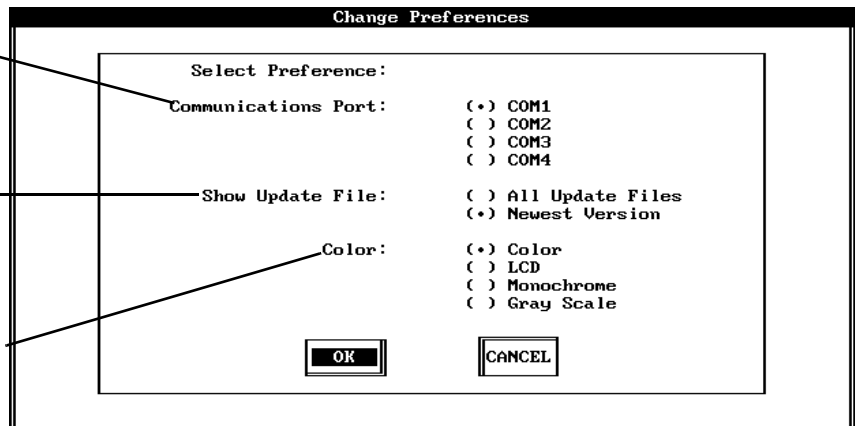 Change Preferences
Select Preference:
Communications Port: (•) COM1
( ) COM2
( ) COM3
( ) COM4
Show Update File: ( ) All Update Files
(•) Newest Version
Color: (•) Color
( ) LCD
( ) Monochrome
( ) Gray Scale
OK CANCEL